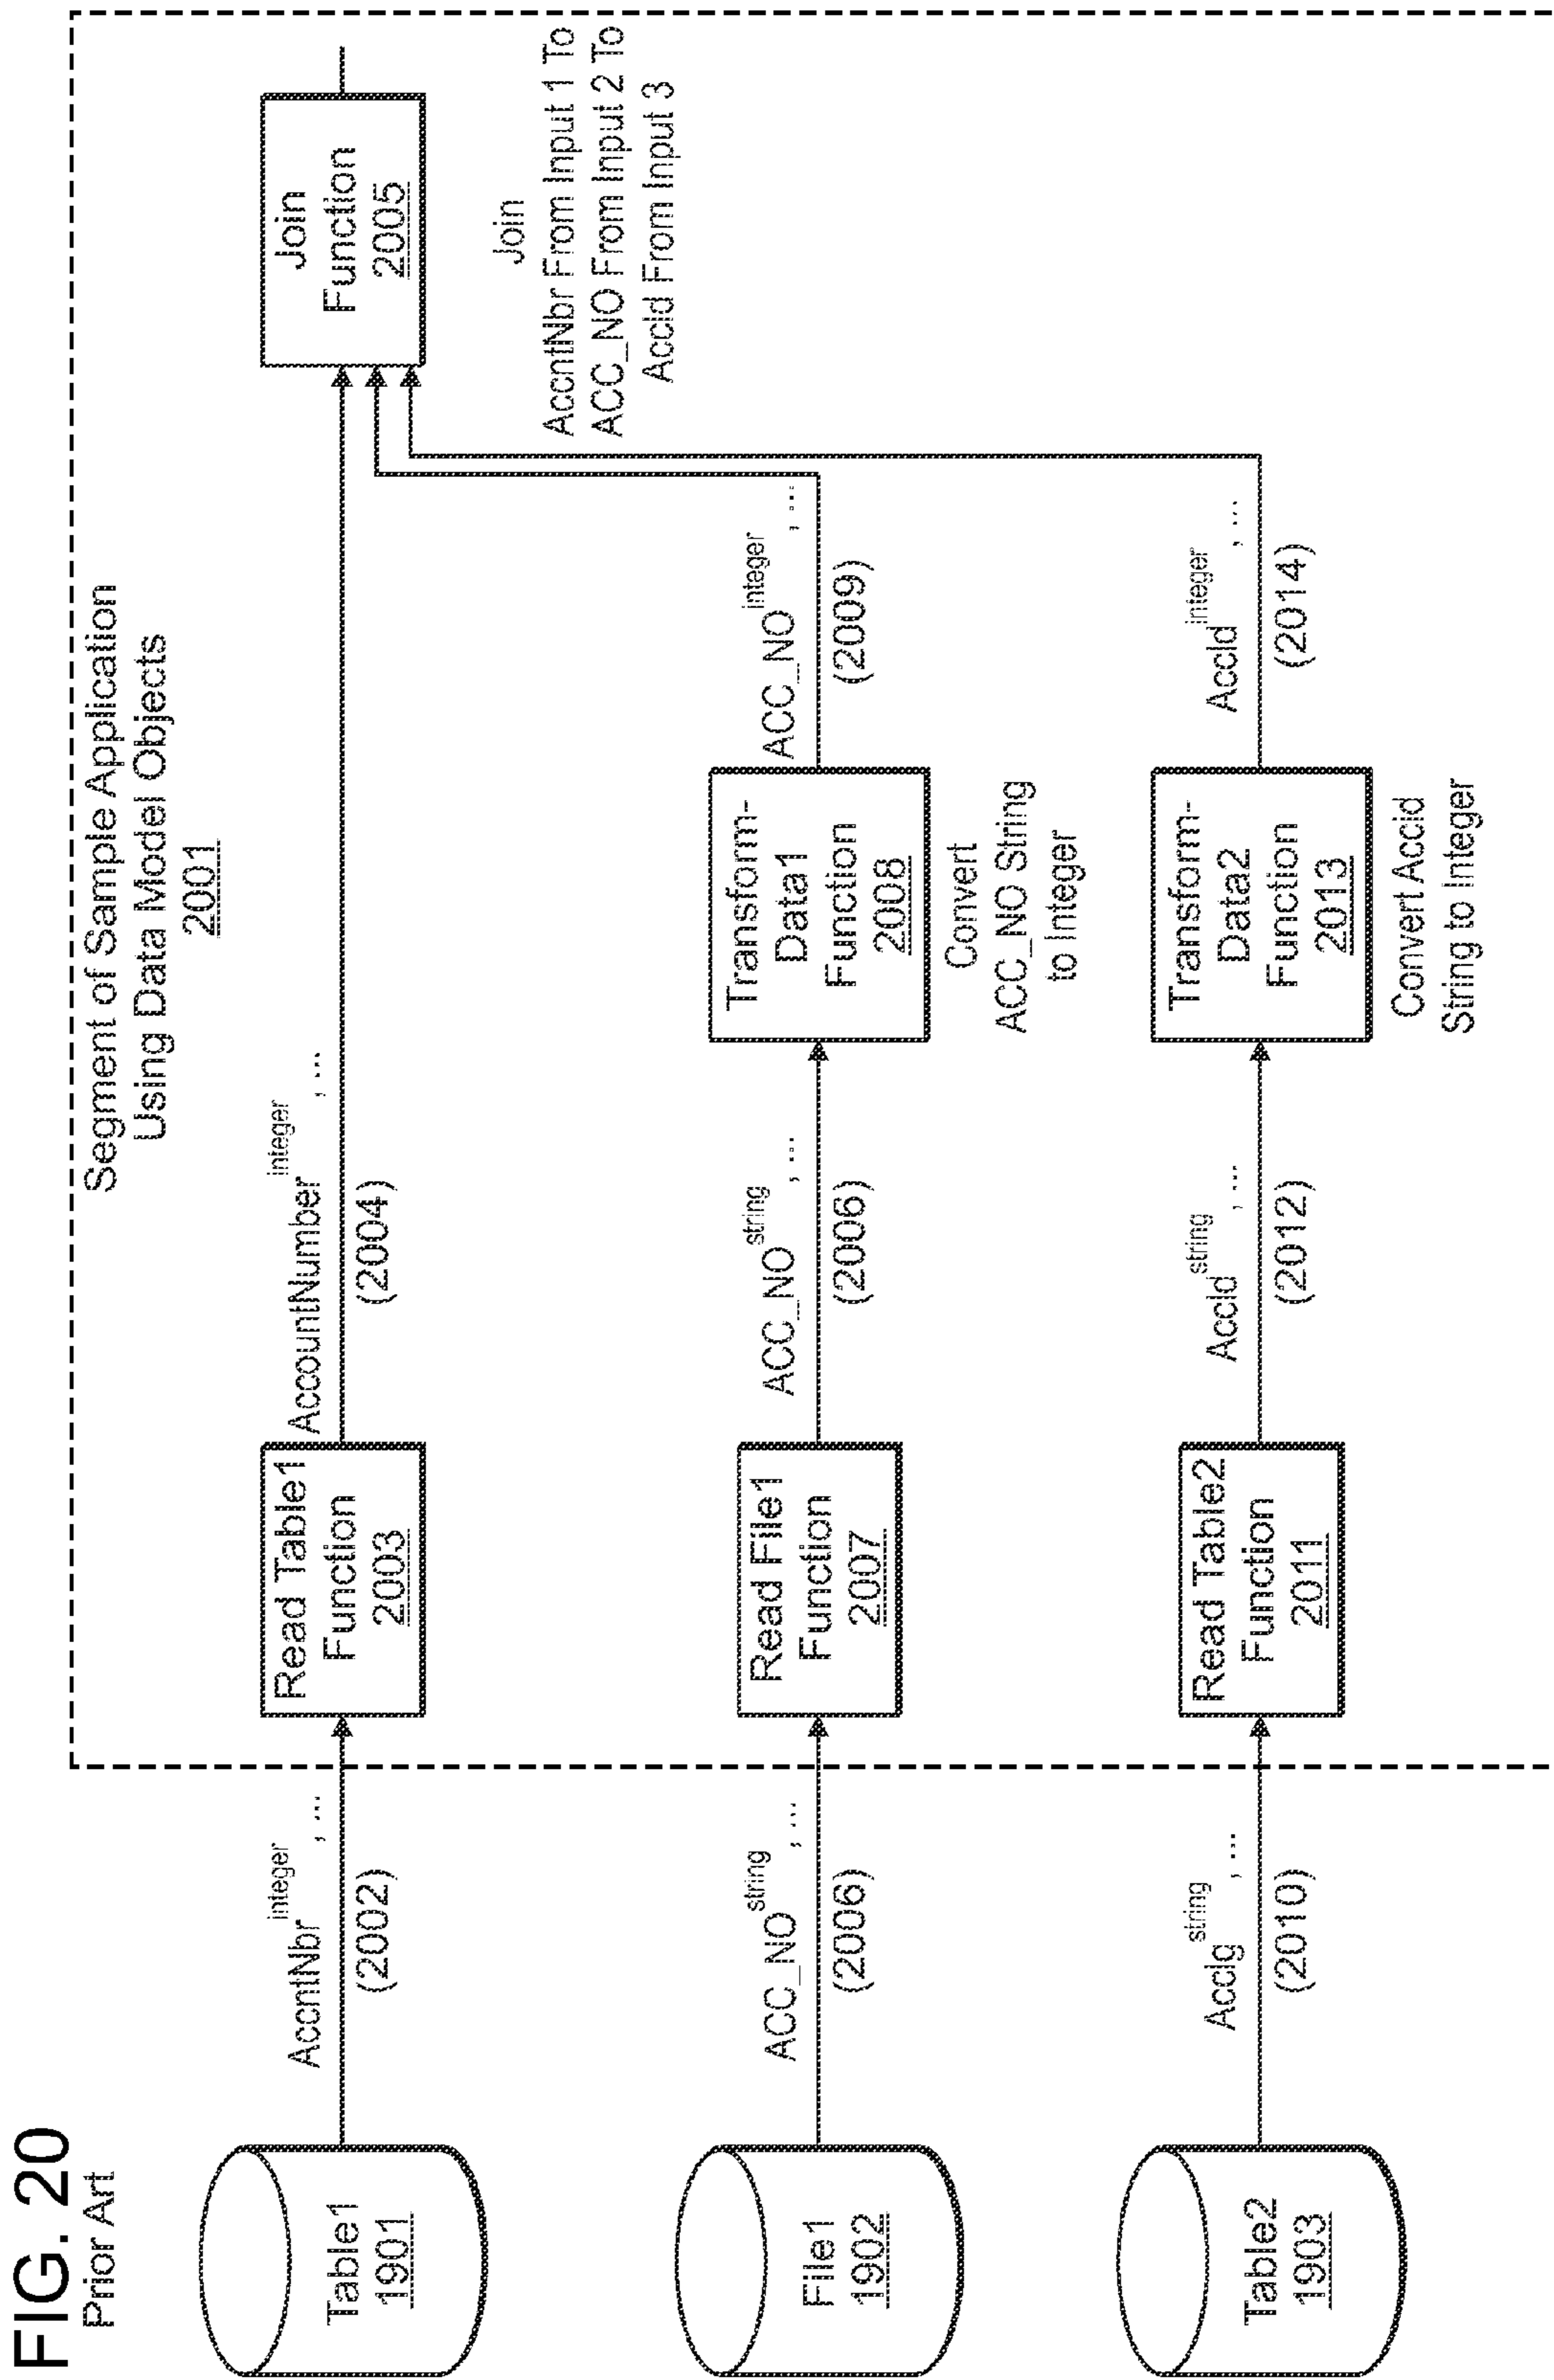 FIG. 20
Prior Art
Segment of Sample Application
Using Data Model Objects
2001
Table1
1901
AccntNbr integer , ...
(2002)
Read Table1
Function
2003
AccountNumber integer , ...
(2004)
Join
Function
2005
Join
AccntNbr From Input 1 To
ACC_NO From Input 2 To
AccId From Input 3
File1
1902
ACC_NO string , ...
(2006)
Read File1
Function
2007
ACC_NO string , ...
(2006)
Transform-
Data1
Function
2008
Convert
ACC_NO String
to Integer
ACC_NO integer , ...
(2009)
Table2
1903
AccIg string , ...
(2010)
Read Table2
Function
2011
AccId string , ...
(2012)
Transform-
Data2
Function
2013
Convert Accid
String to Integer
AccId integer , ...
(2014)